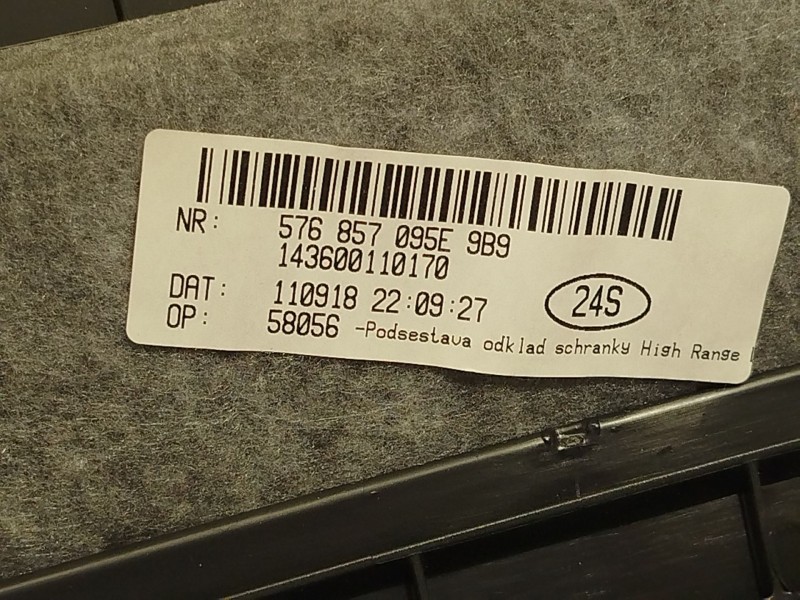 NR: 576 857 095E 9B9
143600110170
DAT: 110918 22:09:27
24S
OP: 58056 -Podsestava odklad schranky High Range